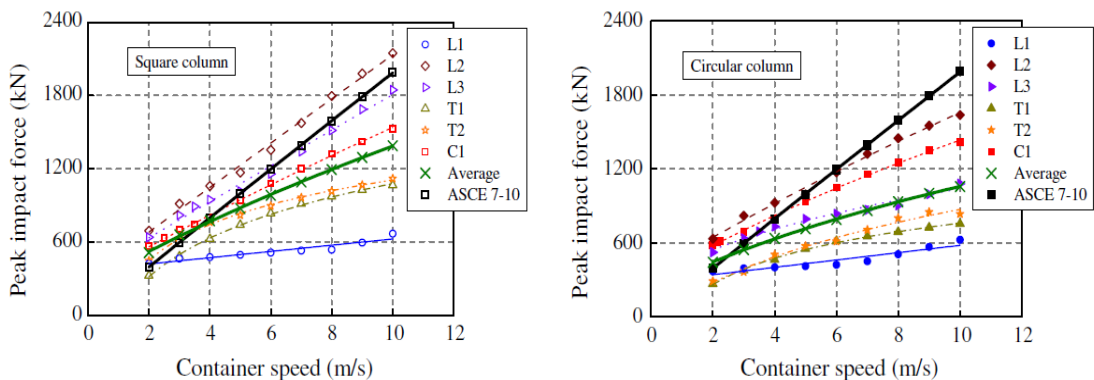 2400
1800
1200
600
0
Peak impact force (kN)
Square column
0 2 4 6 8 10 12
Container speed (m/s)
L1
L2
L3
T1
T2
C1
Average
ASCE 7-10
2400
1800
1200
600
0
Peak impact force (kN)
Circular column
0 2 4 6 8 10 12
Container speed (m/s)
L1
L2
L3
T1
T2
C1
Average
ASCE 7-10